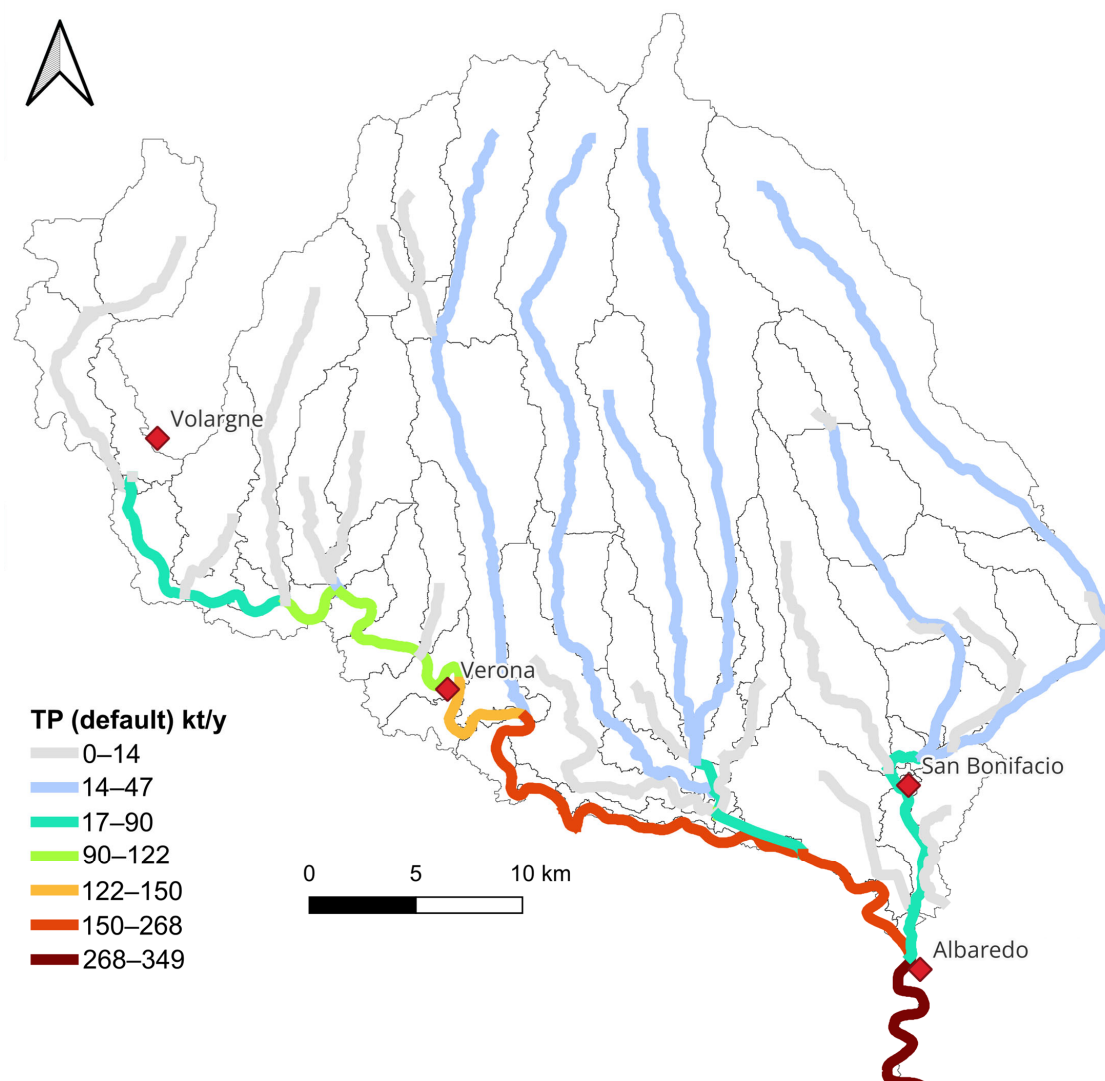 Volargne
Verona
TP (default) kt/y
0–14
14–47
17–90
90–122
122–150
150–268
268–349
San Bonifacio
0 5 10 km
Albaredo